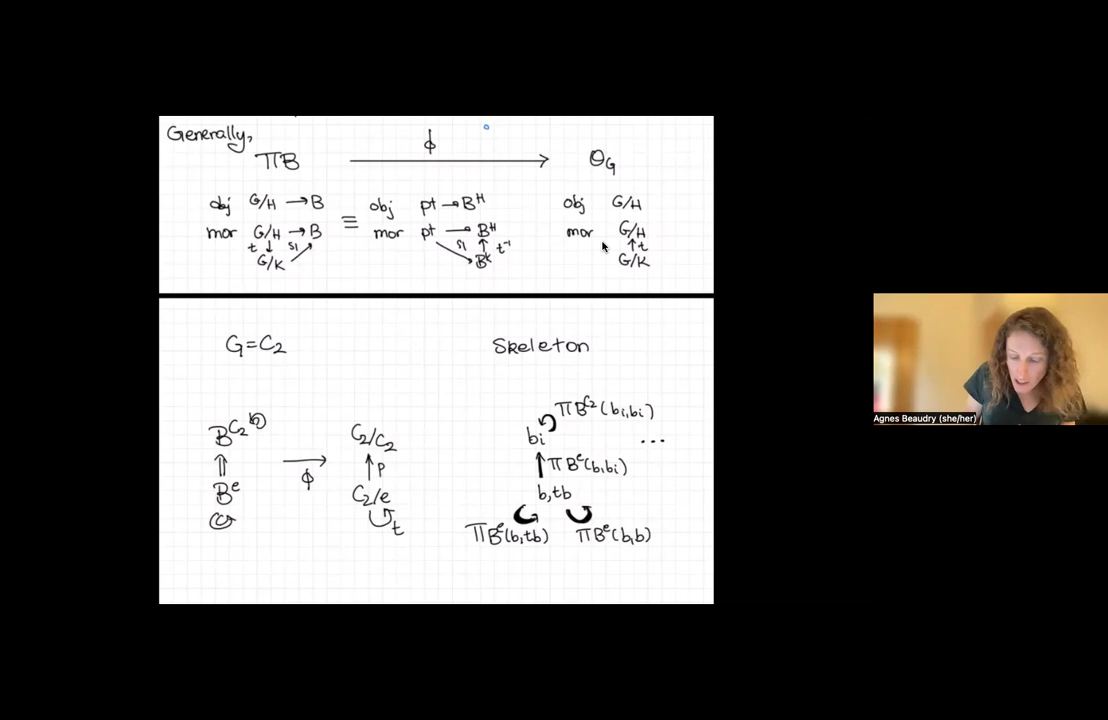 Generally,
ΠB →^ϕ O_G
obj G/H → B ≡ obj pt → B^H obj G/H
mor G/H → B mor pt → B^H mor G/H
t ↓ S1 ↗ S1 ↑ t⁻¹ ↑ t
G/K B^K G/K
G=C₂ Skeleton
ΠB^{C₂}(bi,bi)
B^{C₂} C₂/C₂ bi ...
⇑ →ϕ ↑ P ↑ ΠB^e(b,bi)
B^e C₂/e b,tb
t
ΠB^e(b,tb) ΠB^e(b,b)
Agnes Beaudry (she/her)